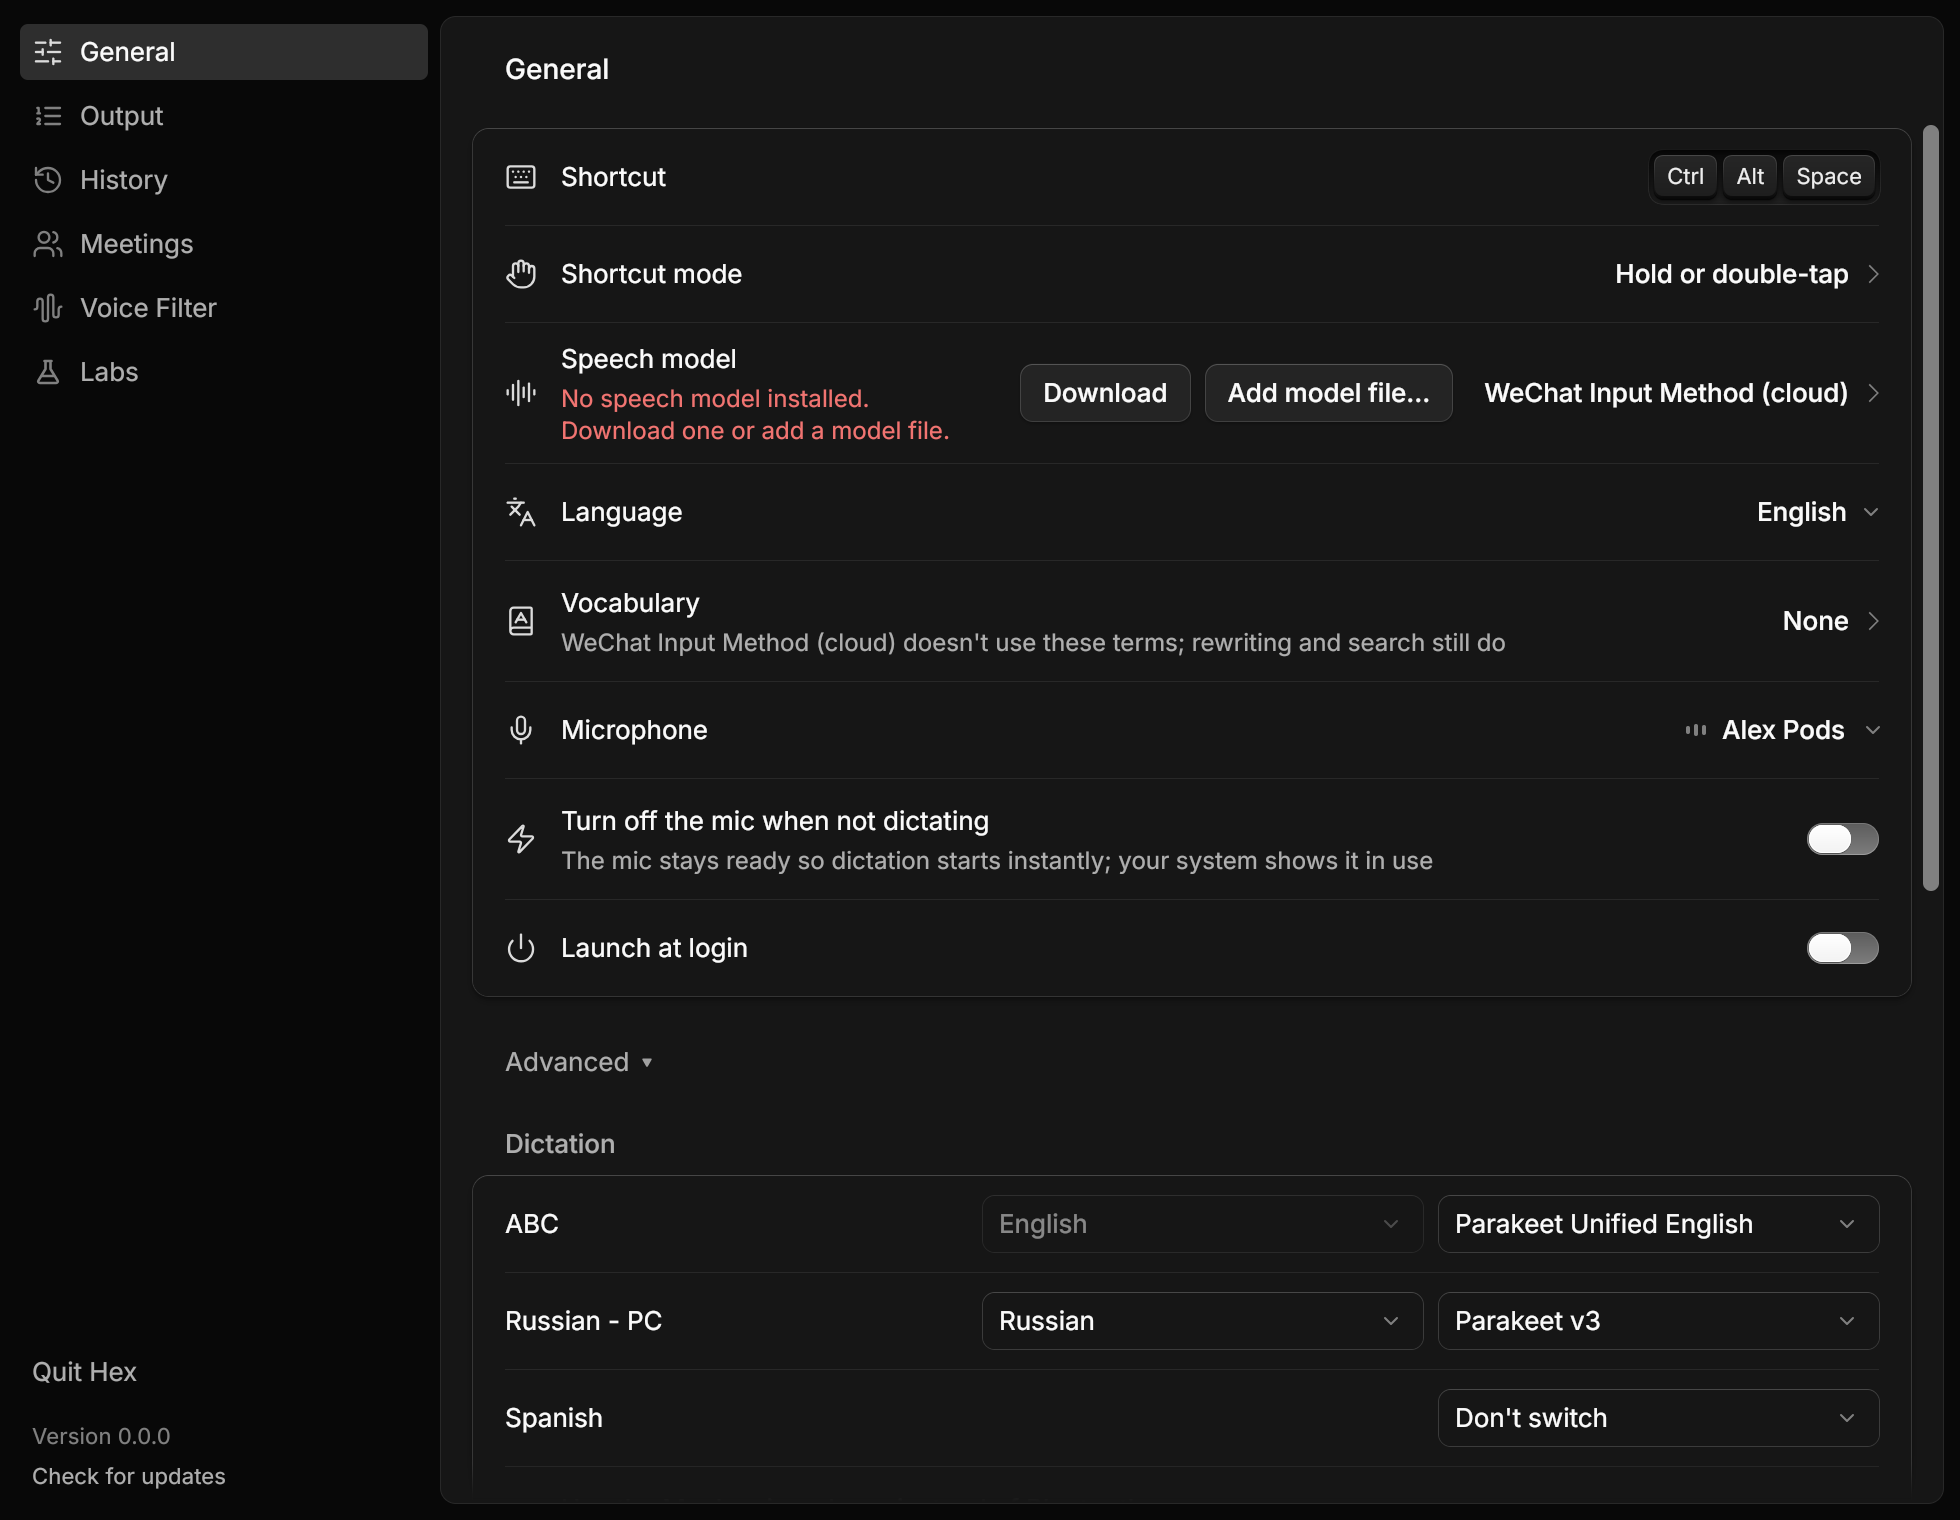 General
Output
History
Meetings
Voice Filter
Labs
Quit Hex
Version 0.0.0
Check for updates
General
Shortcut
Ctrl Alt Space
Shortcut mode
Hold or double-tap
Speech model
No speech model installed.
Download one or add a model file.
Download
Add model file...
WeChat Input Method (cloud)
Language
English
Vocabulary
WeChat Input Method (cloud) doesn't use these terms; rewriting and search still do
None
Microphone
Alex Pods
Turn off the mic when not dictating
The mic stays ready so dictation starts instantly; your system shows it in use
Launch at login
Advanced
Dictation
ABC
English
Parakeet Unified English
Russian - PC
Russian
Parakeet v3
Spanish
Don't switch